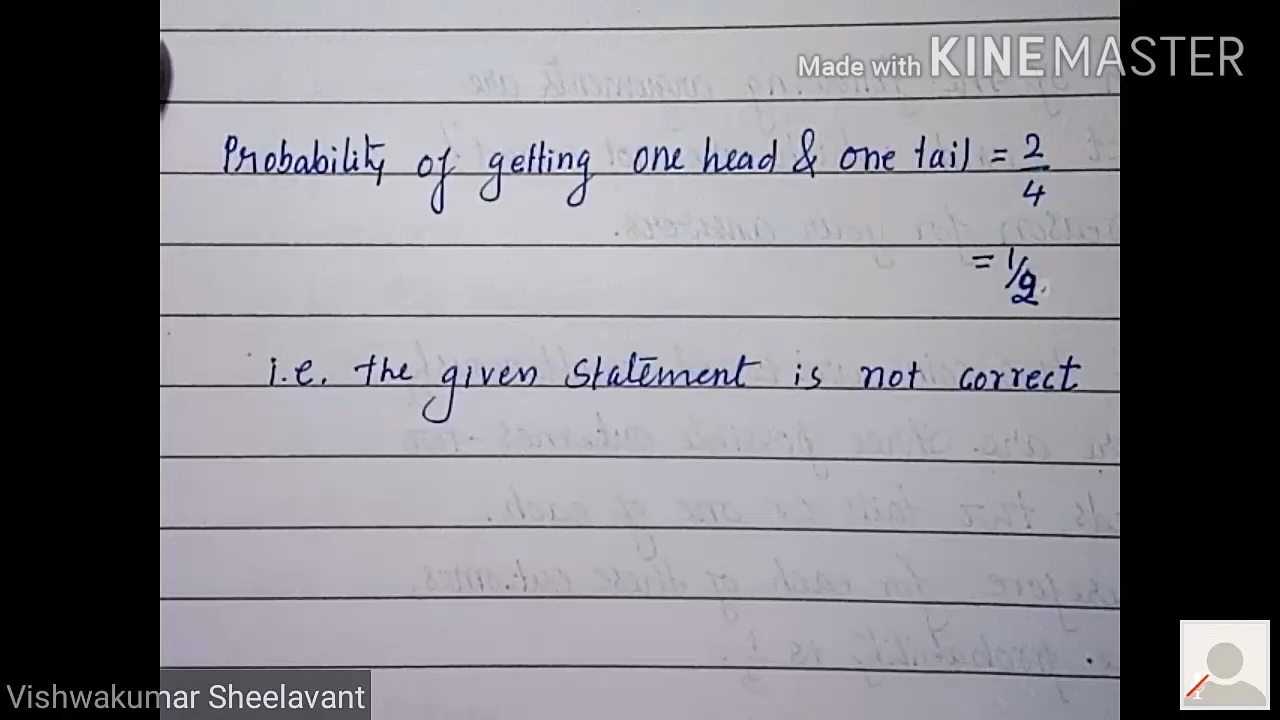 Made with KINEMASTER
Probability of getting one head & one tail = 2/4
= 1/2
i.e. the given statement is not correct
Vishwakumar Sheelavant